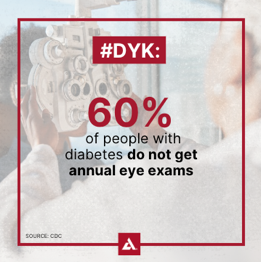 #DYK:
60%
of people with
diabetes do not get
annual eye exams
SOURCE: CDC